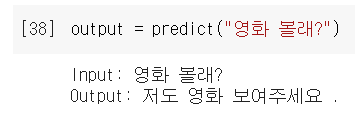 [38] output = predict("영화 볼래?")
Input: 영화 볼래?
Output: 저도 영화 보여주세요 .